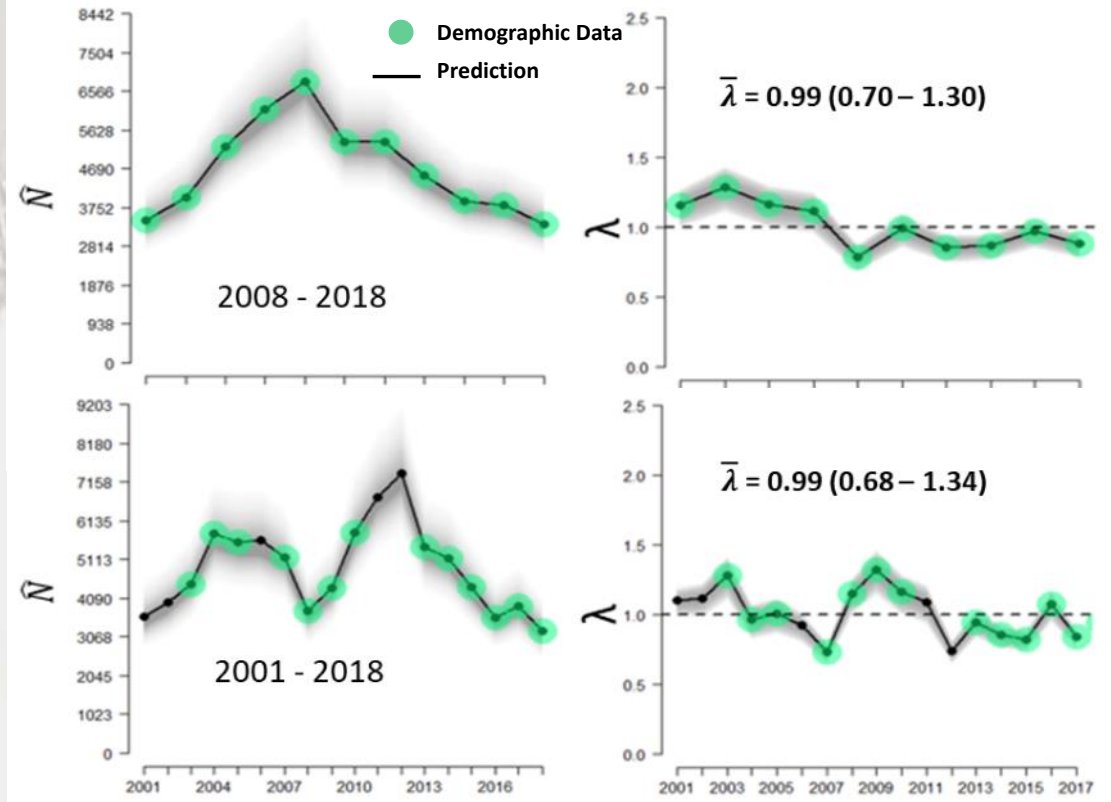 Demographic Data
Prediction
8442
7504
6566
5628
4690
3752
2814
1876
938
0
N̂
2008 - 2018
2.5
2.0
1.5
1.0
0.5
0.0
λ
λ̅ = 0.99 (0.70 – 1.30)
9203
8180
7158
6135
5113
4090
3068
2045
1023
0
N̂
2001 - 2018
2001 2004 2007 2010 2013 2016
2.5
2.0
1.5
1.0
0.5
0.0
λ
λ̅ = 0.99 (0.68 – 1.34)
2001 2003 2005 2007 2009 2011 2013 2015 2017